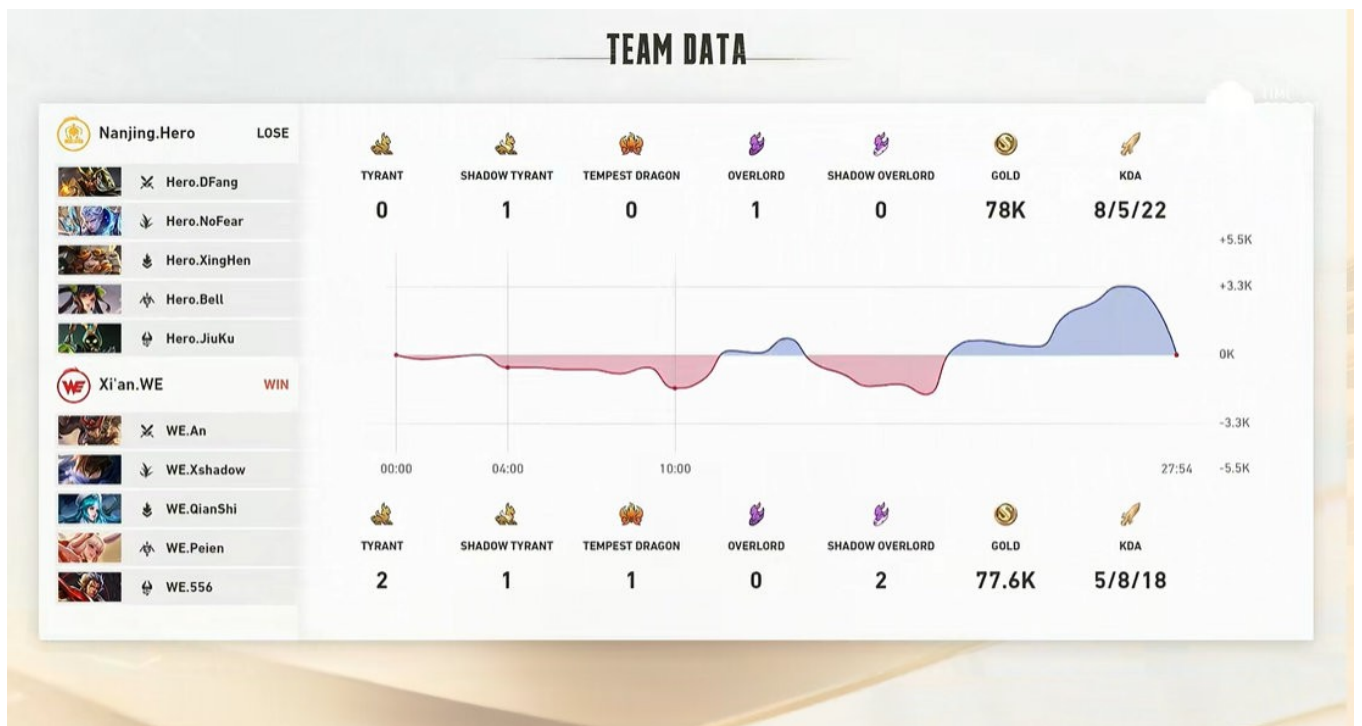 TEAM DATA
Nanjing.Hero LOSE
Hero.DFang
Hero.NoFear
Hero.XingHen
Hero.Bell
Hero.JiuKu
Xi'an.WE WIN
WE.An
WE.Xshadow
WE.QianShi
WE.Peien
WE.556
TYRANT SHADOW TYRANT TEMPEST DRAGON OVERLORD SHADOW OVERLORD GOLD KDA
0 1 0 1 0 78K 8/5/22
+5.5K
+3.3K
0K
-3.3K
00:00 04:00 10:00 27:54 -5.5K
TYRANT SHADOW TYRANT TEMPEST DRAGON OVERLORD SHADOW OVERLORD GOLD KDA
2 1 1 0 2 77.6K 5/8/18